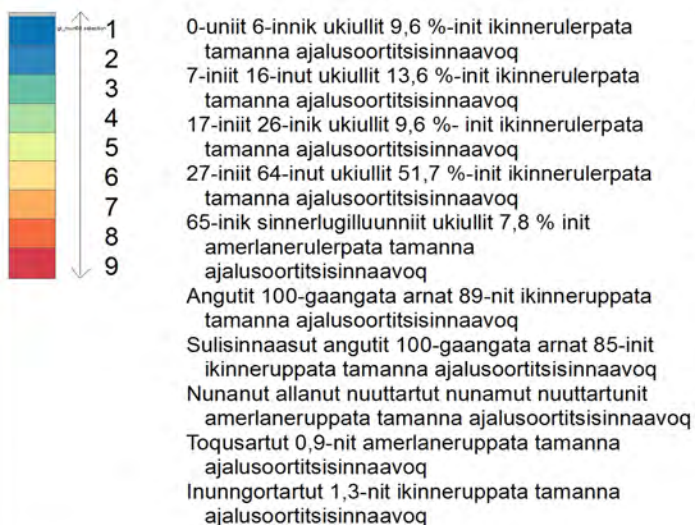 1
2
3
4
5
6
7
8
9
0-uniit 6-innik ukiullit 9,6 %-init ikinnerulerpata
tamanna ajalusoortitsisinnaavoq
7-iniit 16-inut ukiullit 13,6 %-init ikinnerulerpata
tamanna ajalusoortitsisinnaavoq
17-iniit 26-inik ukiullit 9,6 %- init ikinnerulerpata
tamanna ajalusoortitsisinnaavoq
27-iniit 64-inut ukiullit 51,7 %-init ikinnerulerpata
tamanna ajalusoortitsisinnaavoq
65-inik sinnerlugilluunniit ukiullit 7,8 % init
amerlanerulerpata tamanna
ajalusoortitsisinnaavoq
Angutit 100-gaangata arnat 89-nit ikinneruppata
tamanna ajalusoortitsisinnaavoq
Sulisinnaasut angutit 100-gaangata arnat 85-init
ikinneruppata tamanna ajalusoortitsisinnaavoq
Nunanut allanut nuuttartut nunamut nuuttartunit
amerlaneruppata tamanna ajalusoortitsisinnaavoq
Toqusartut 0,9-nit amerlaneruppata tamanna
ajalusoortitsisinnaavoq
Inunngortartut 1,3-nit ikinneruppata tamanna
ajalusoortitsisinnaavoq